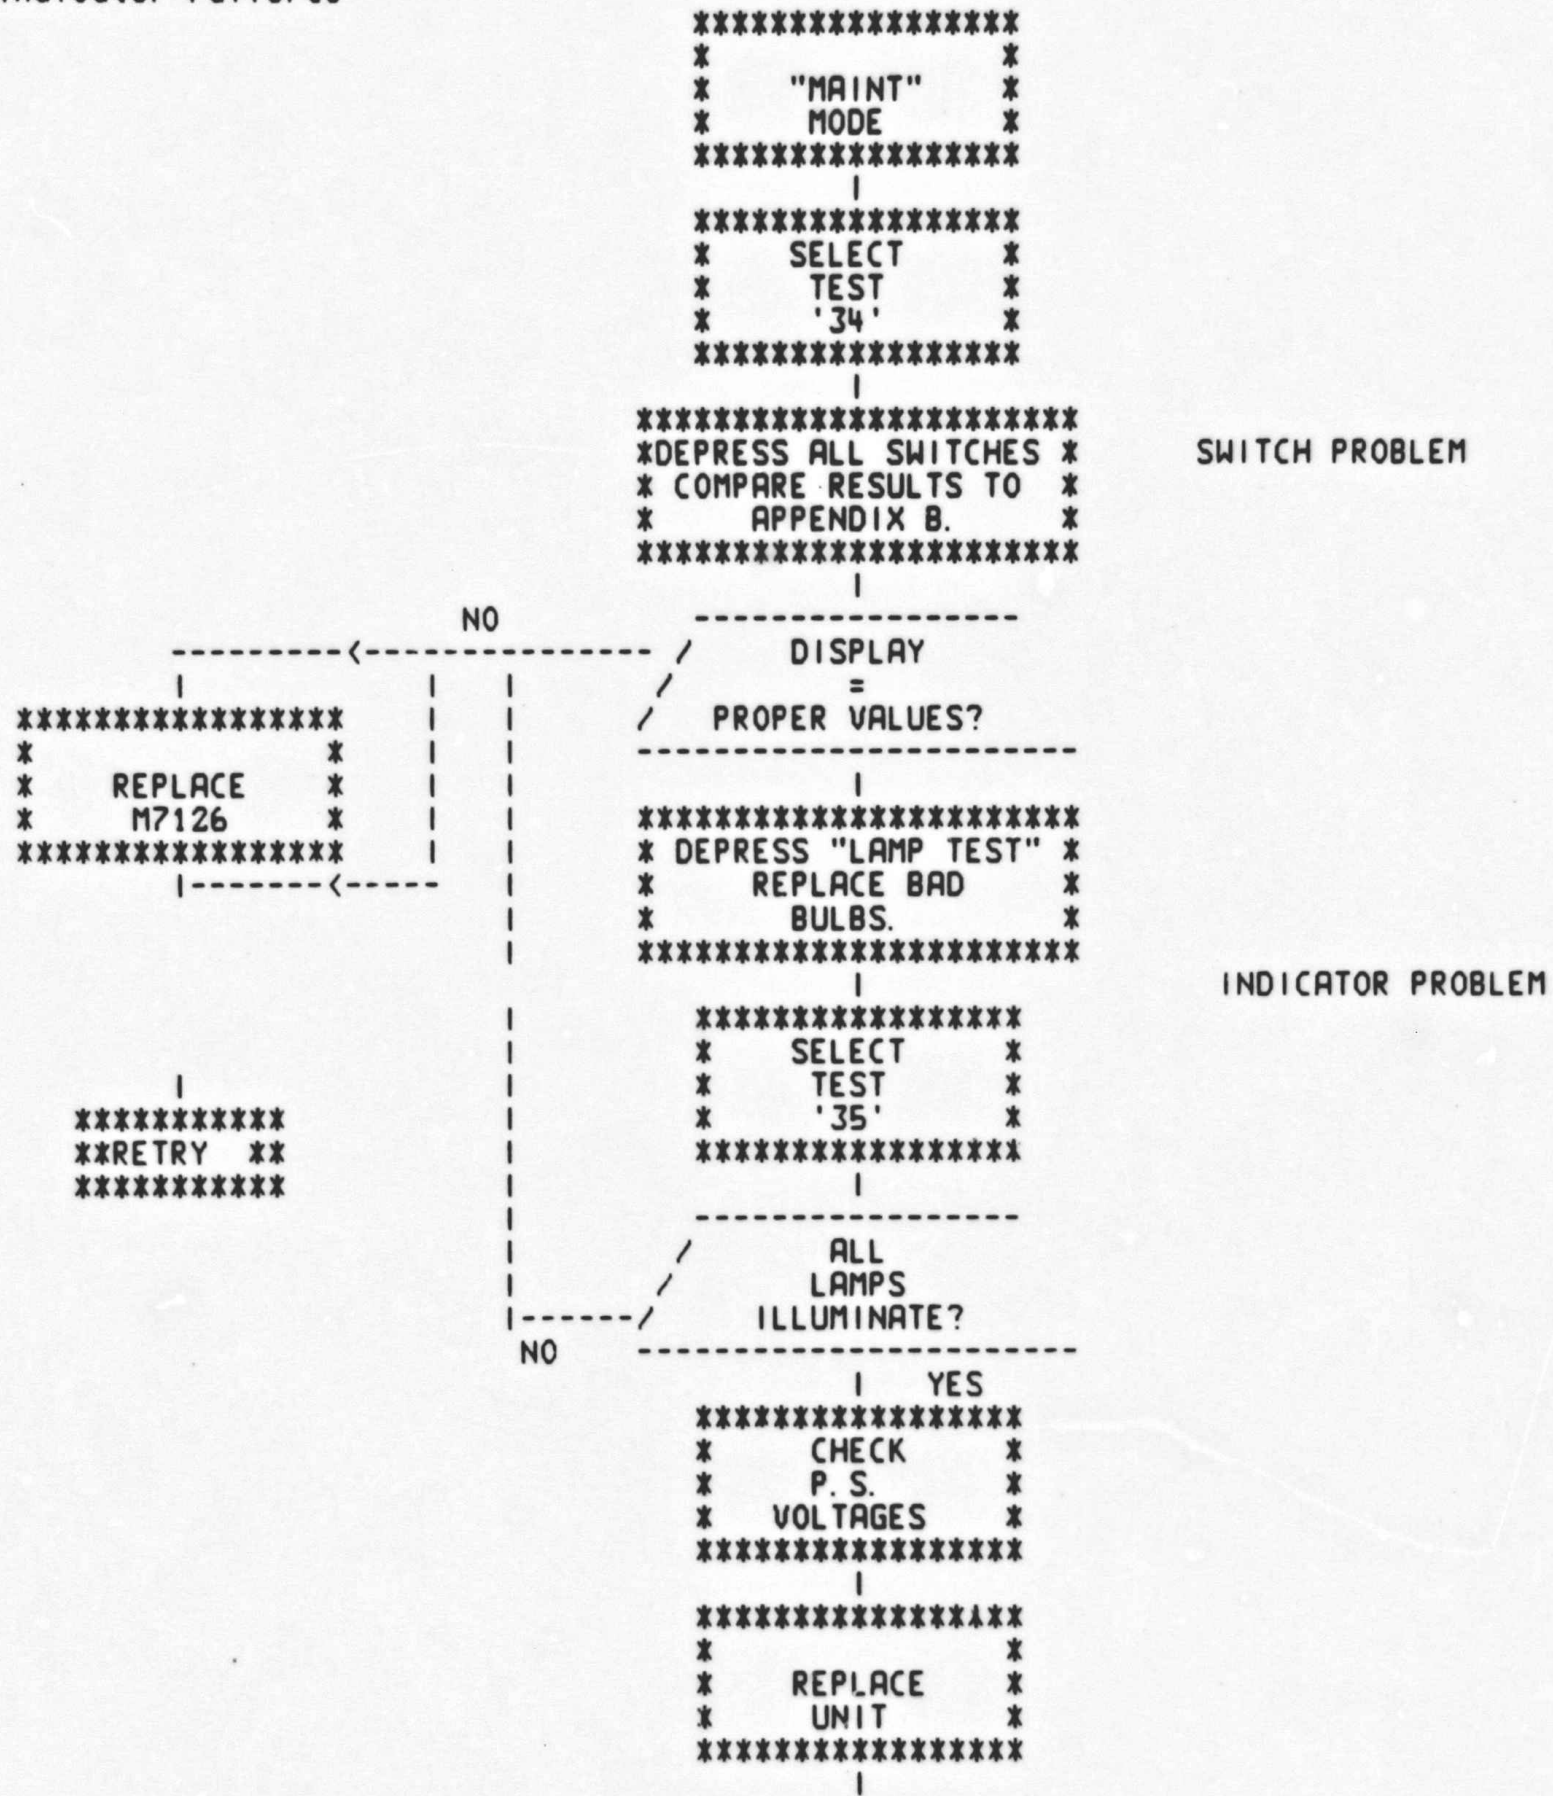 "MAINT"
MODE
SELECT
TEST
'34'
*DEPRESS ALL SWITCHES *
* COMPARE RESULTS TO *
* APPENDIX B. *
SWITCH PROBLEM
NO
DISPLAY
=
PROPER VALUES?
REPLACE
M7126
* DEPRESS "LAMP TEST" *
* REPLACE BAD *
* BULBS. *
INDICATOR PROBLEM
SELECT
TEST
'35'
**RETRY **
ALL
LAMPS
ILLUMINATE?
NO
YES
CHECK
P.S.
VOLTAGES
REPLACE
UNIT